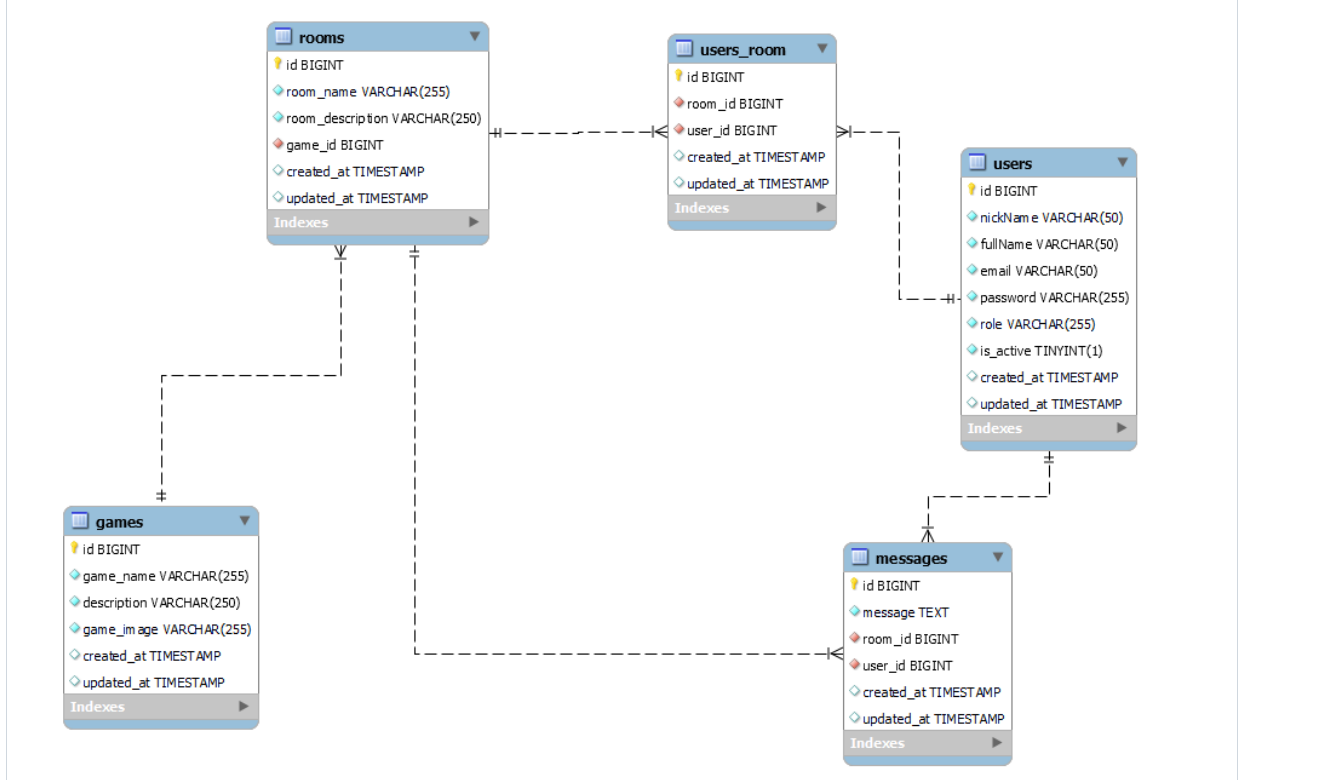 rooms
id BIGINT
room_name VARCHAR(255)
room_description VARCHAR(250)
game_id BIGINT
created_at TIMESTAMP
updated_at TIMESTAMP
Indexes
users_room
id BIGINT
room_id BIGINT
user_id BIGINT
created_at TIMESTAMP
updated_at TIMESTAMP
Indexes
users
id BIGINT
nickName VARCHAR(50)
fullName VARCHAR(50)
email VARCHAR(50)
password VARCHAR(255)
role VARCHAR(255)
is_active TINYINT(1)
created_at TIMESTAMP
updated_at TIMESTAMP
Indexes
games
id BIGINT
game_name VARCHAR(255)
description VARCHAR(250)
game_image VARCHAR(255)
created_at TIMESTAMP
updated_at TIMESTAMP
Indexes
messages
id BIGINT
message TEXT
room_id BIGINT
user_id BIGINT
created_at TIMESTAMP
updated_at TIMESTAMP
Indexes